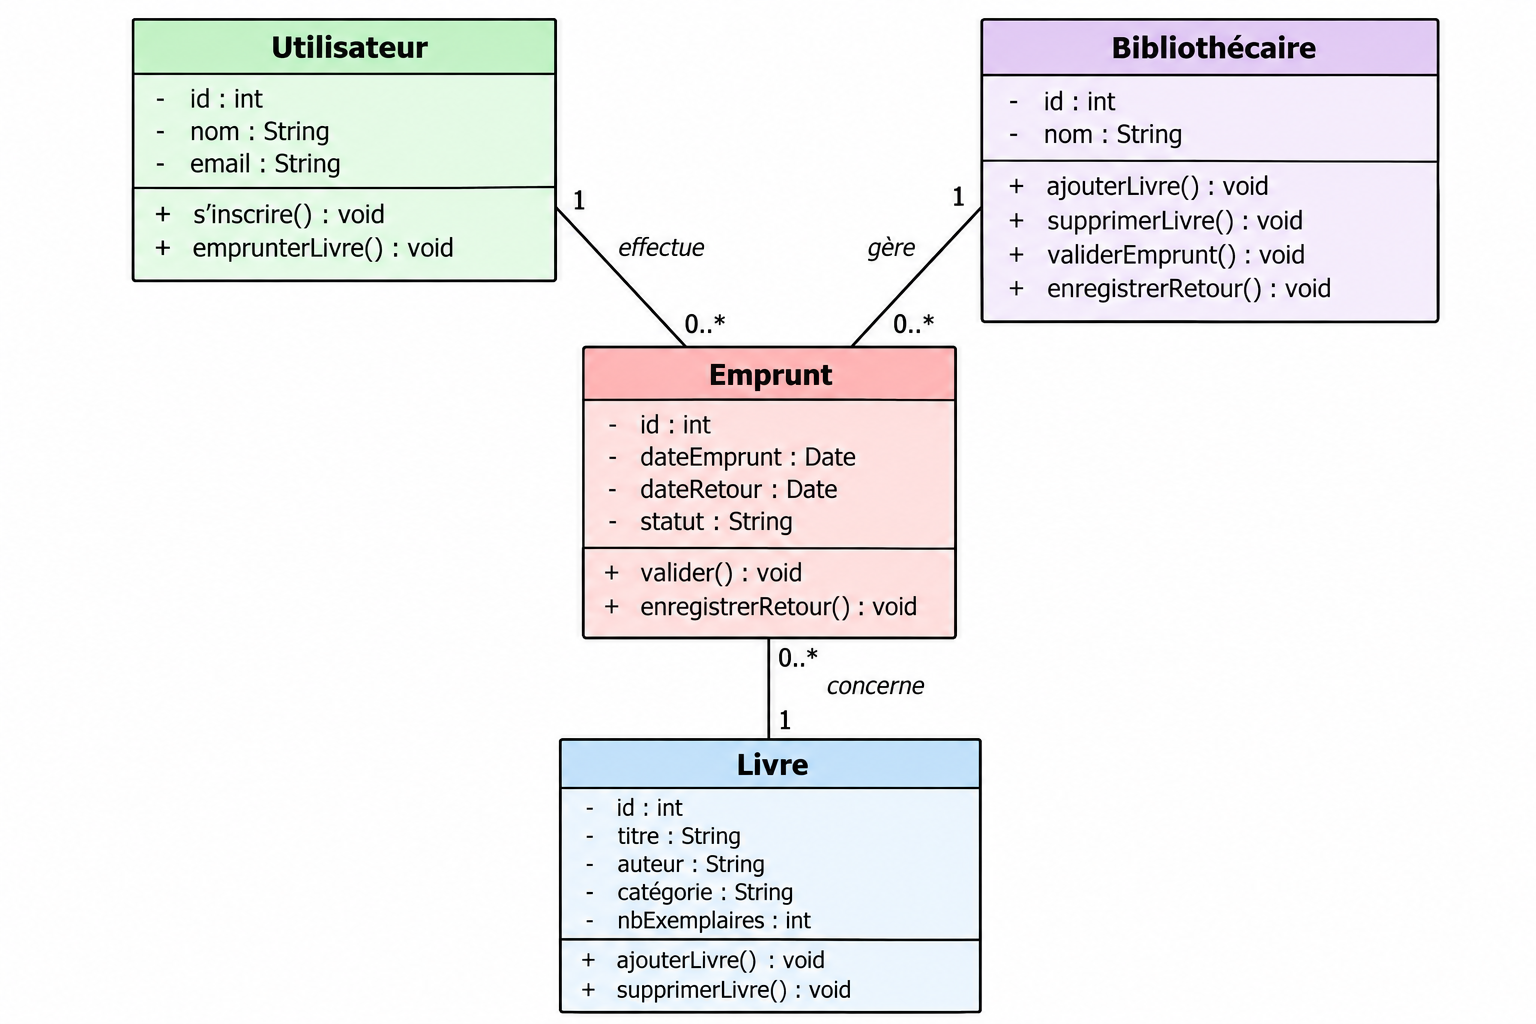 Utilisateur
- id : int
- nom : String
- email : String
+ s’inscrire() : void
+ emprunterLivre() : void
Bibliothécaire
- id : int
- nom : String
+ ajouterLivre() : void
+ supprimerLivre() : void
+ validerEmprunt() : void
+ enregistrerRetour() : void
1
effectue
0..*
1
gère
0..*
Emprunt
- id : int
- dateEmprunt : Date
- dateRetour : Date
- statut : String
+ valider() : void
+ enregistrerRetour() : void
0..*
concerne
1
Livre
- id : int
- titre : String
- auteur : String
- catégorie : String
- nbExemplaires : int
+ ajouterLivre() : void
+ supprimerLivre() : void